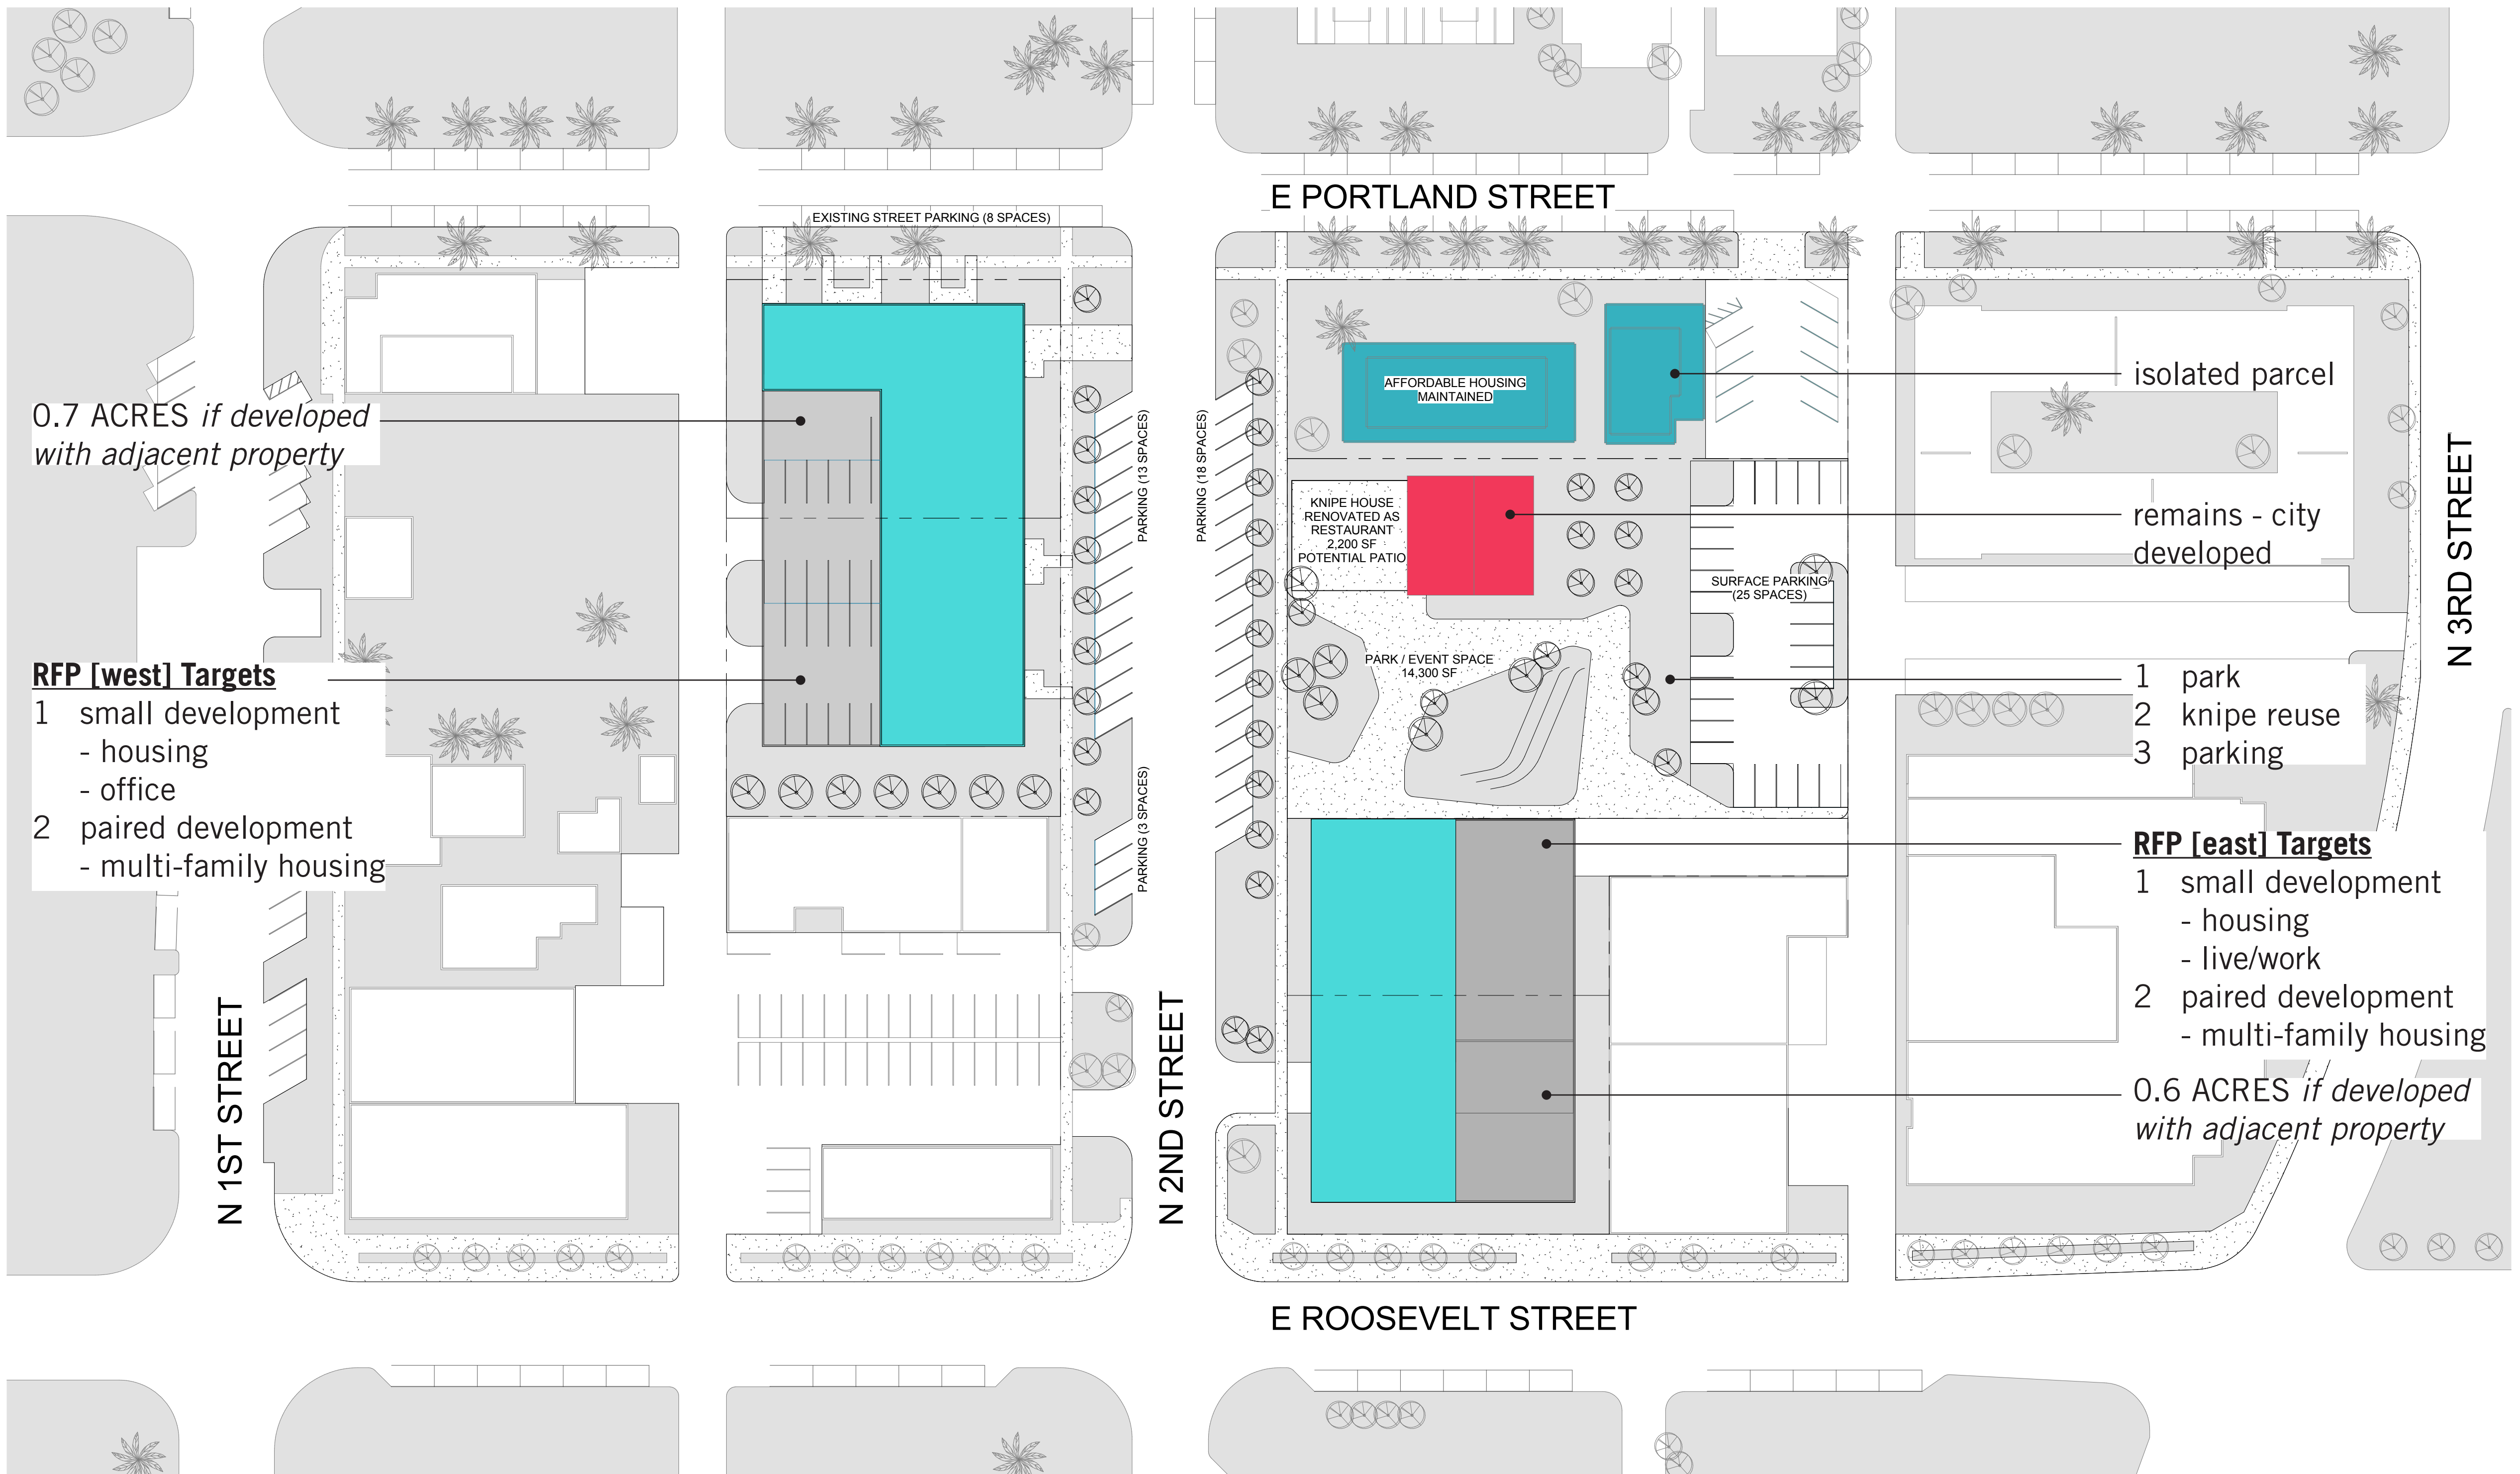 E PORTLAND STREET
EXISTING STREET PARKING (8 SPACES)
0.7 ACRES if developed
with adjacent property
RFP [west] Targets
1 small development
- housing
- office
2 paired development
- multi-family housing
N 1ST STREET
PARKING (13 SPACES)
PARKING (3 SPACES)
N 2ND STREET
PARKING (18 SPACES)
AFFORDABLE HOUSING
MAINTAINED
KNIPE HOUSE
RENOVATED AS
RESTAURANT
2,200 SF
POTENTIAL PATIO
SURFACE PARKING
(25 SPACES)
PARK / EVENT SPACE
14,300 SF
isolated parcel
remains - city
developed
N 3RD STREET
1 park
2 knipe reuse
3 parking
RFP [east] Targets
1 small development
- housing
- live/work
2 paired development
- multi-family housing
0.6 ACRES if developed
with adjacent property
E ROOSEVELT STREET